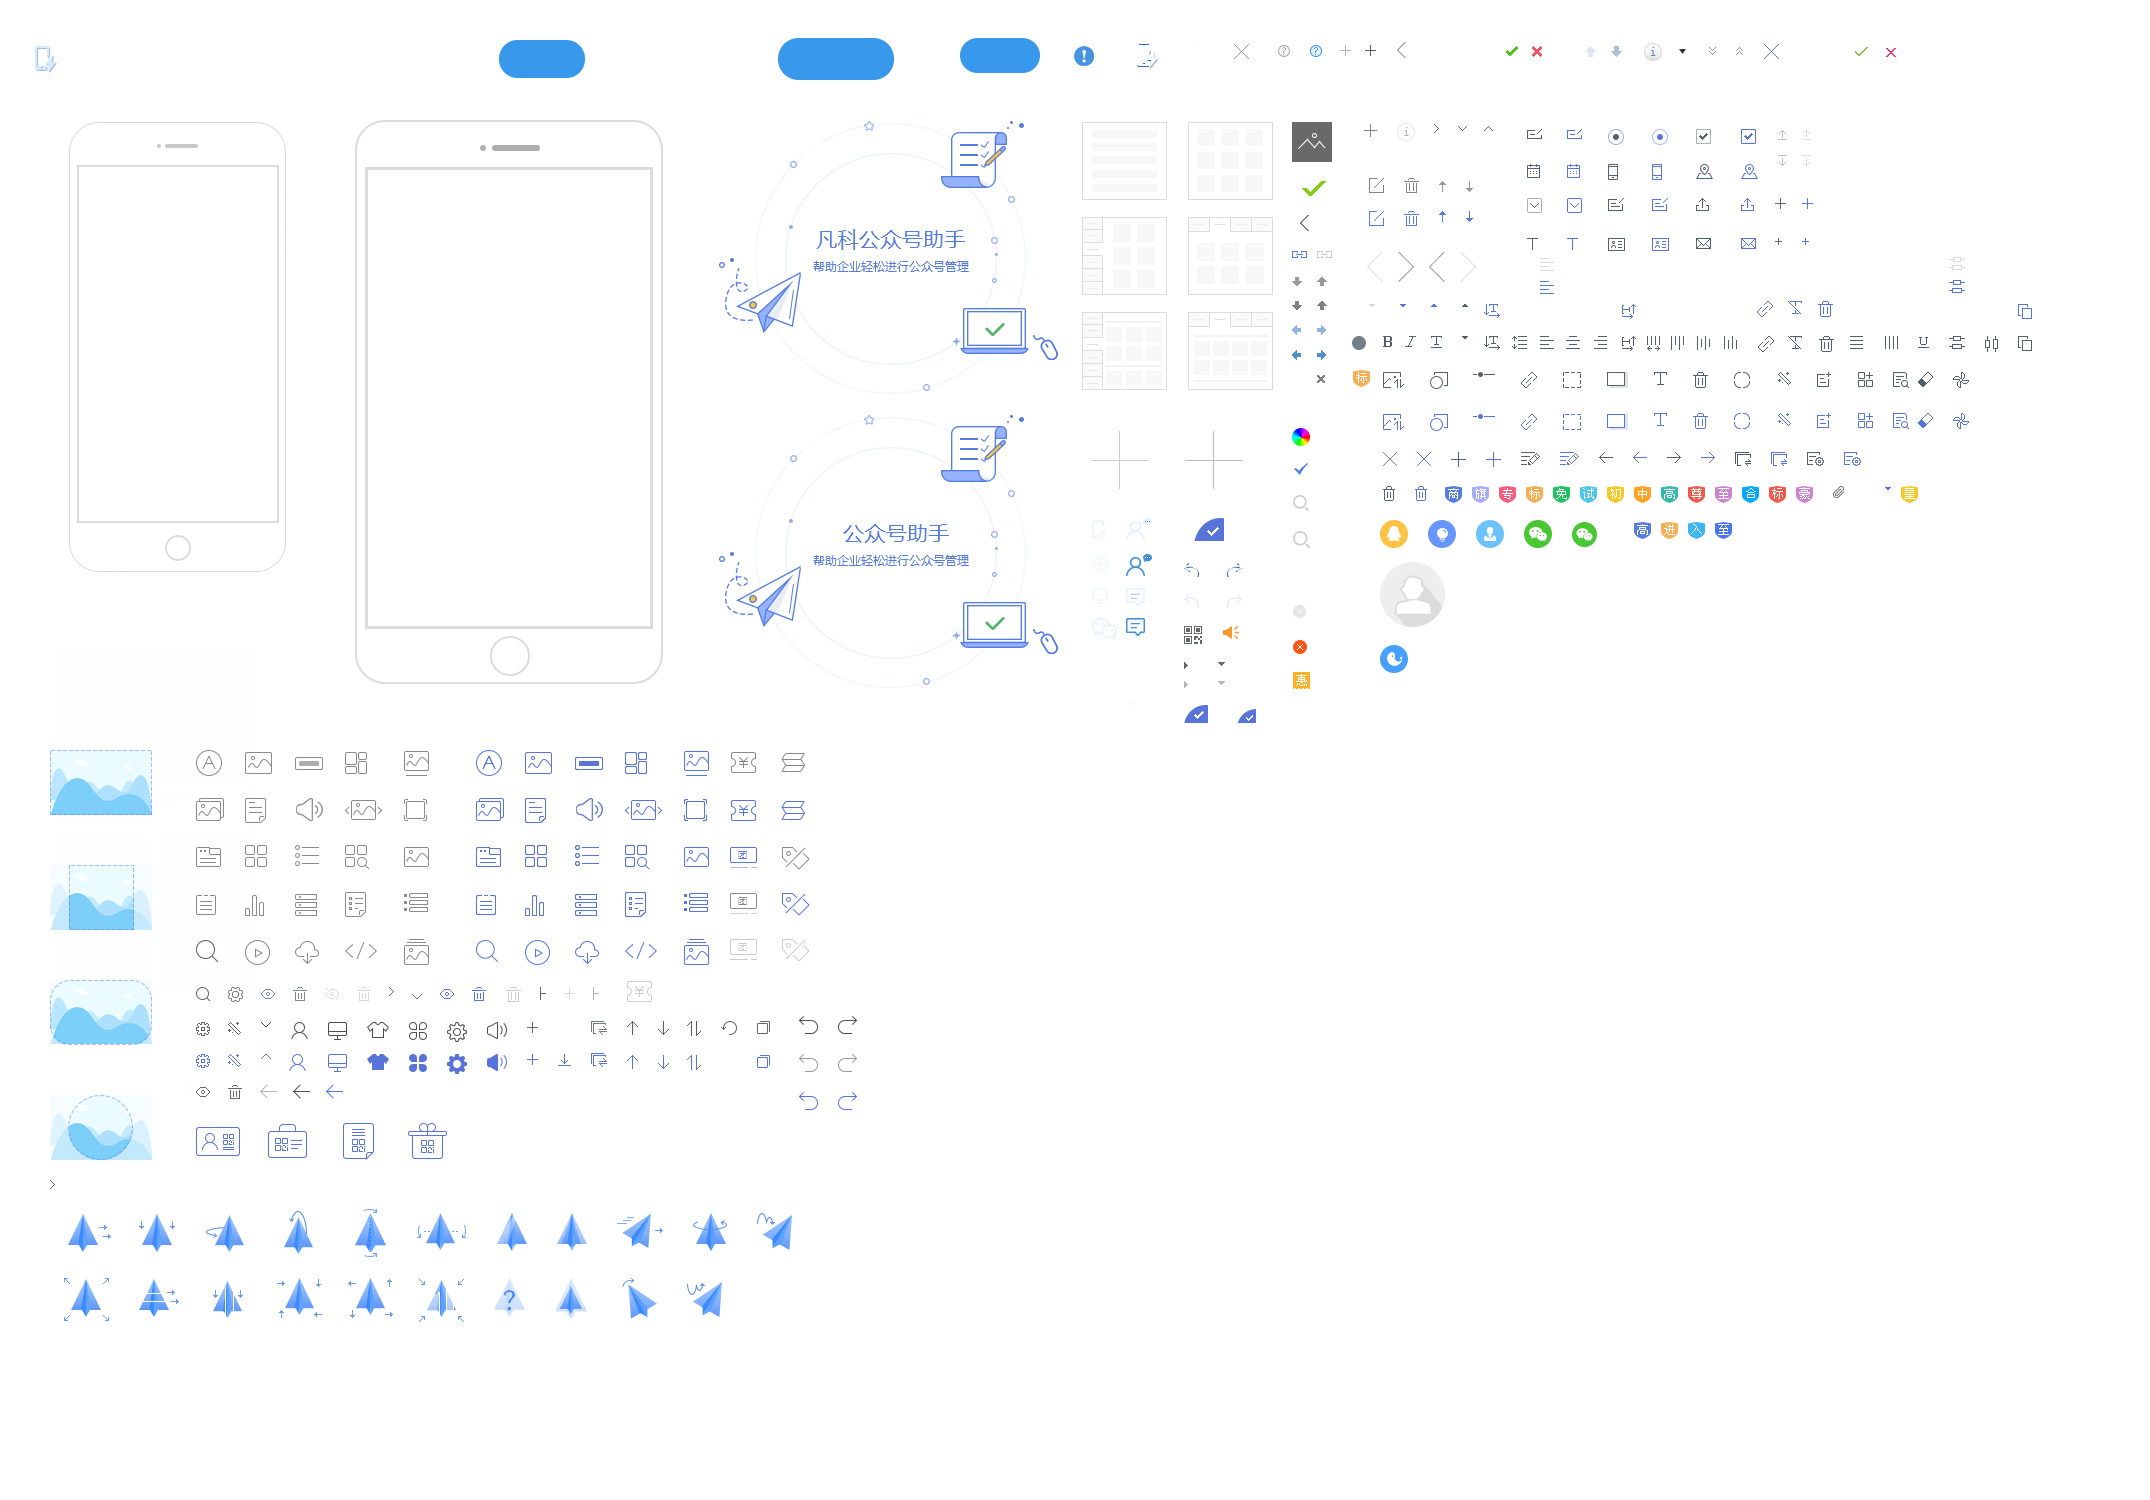 凡科公众号助手
帮助企业轻松进行公众号管理
公众号助手
帮助企业轻松进行公众号管理
惠
标
商 旗 专 标 免 试 初 中 高 尊 至 合 标 豪 皇
高 进 入 至